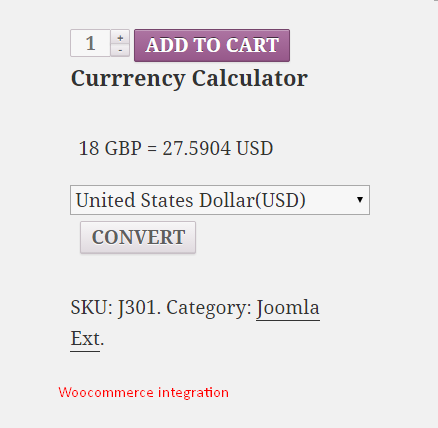 1 + - ADD TO CART
Currrency Calculator
18 GBP = 27.5904 USD
United States Dollar(USD)
CONVERT
SKU: J301. Category: Joomla
Ext.
Woocommerce integration